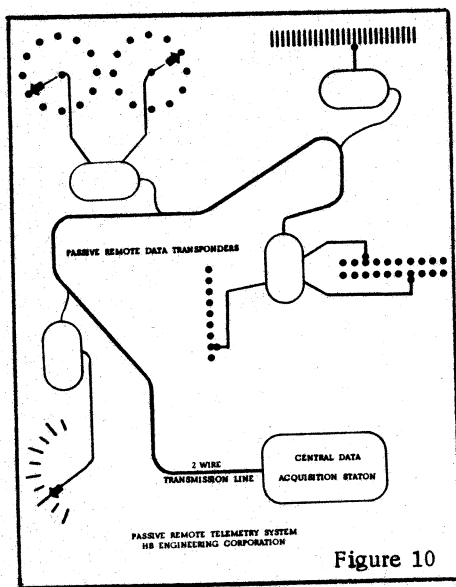 PASSIVE REMOTE DATA TRANSPONDERS
2 WIRE
TRANSMISSION LINE
CENTRAL DATA
ACQUISITION STATON
PASSIVE REMOTE TELEMETRY SYSTEM
HB ENGINEERING CORPORATION
Figure 10